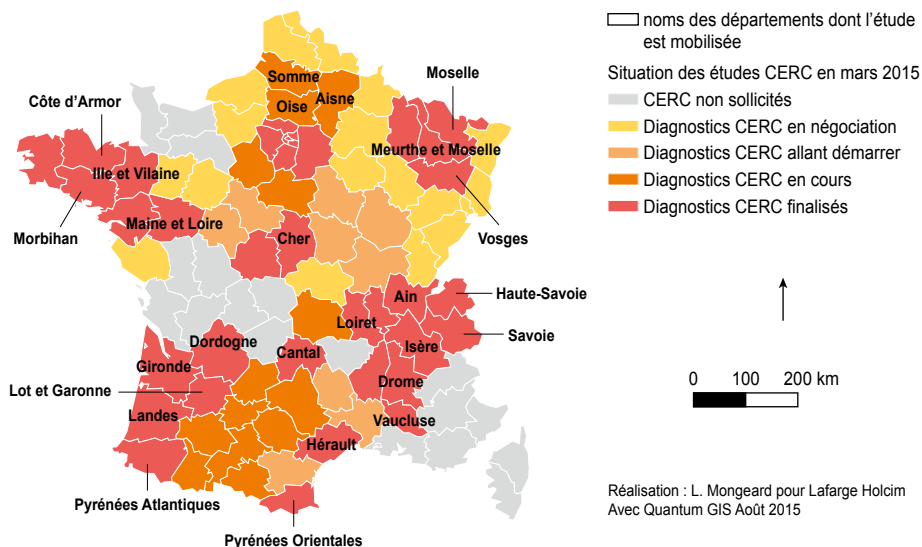 noms des départements dont l'étude
est mobilisée
Situation des études CERC en mars 2015
CERC non sollicités
Diagnostics CERC en négociation
Diagnostics CERC allant démarrer
Diagnostics CERC en cours
Diagnostics CERC finalisés
Somme
Oise
Aisne
Moselle
Côte d'Armor
Meurthe et Moselle
Ille et Vilaine
Maine et Loire
Morbihan
Vosges
Cher
Ain
Haute-Savoie
Loiret
Savoie
Isère
Dordogne
Cantal
Gironde
Drome
Lot et Garonne
Landes
Vaucluse
Hérault
Pyrénées Atlantiques
Pyrénées Orientales
0 100 200 km
Réalisation : L. Mongeard pour Lafarge Holcim
Avec Quantum GIS Août 2015